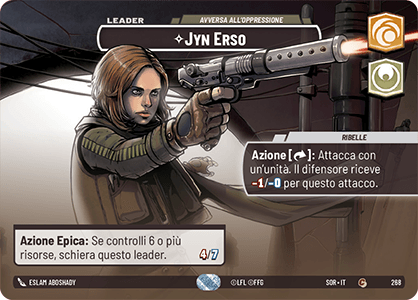 LEADER
AVVERSA ALL'OPPRESSIONE
JYN ERSO
RIBELLE
Azione [ ]: Attacca con
un'unità. Il difensore riceve
-1/-0 per questo attacco.
Azione Epica: Se controlli 6 o più
risorse, schiera questo leader.
4/7
ESLAM ABOSHADY
©LFL ©FFG
SOR • IT
C
268